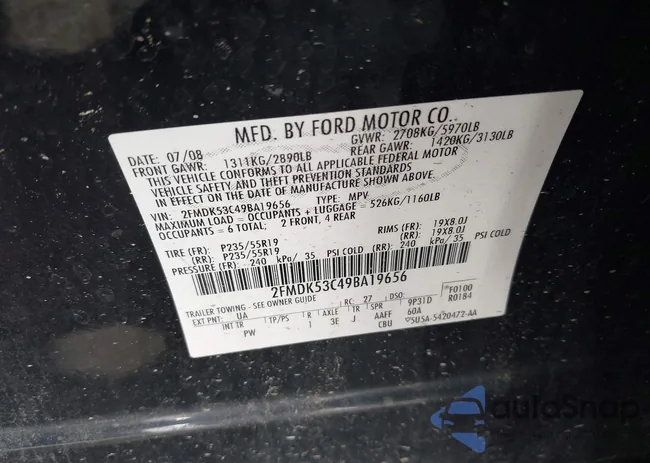 MFD. BY FORD MOTOR CO.
DATE: 07/08 GVWR: 2708KG/5970LB
FRONT GAWR: 1311KG/2890LB REAR GAWR: 1420KG/3130LB
THIS VEHICLE CONFORMS TO ALL APPLICABLE FEDERAL MOTOR
VEHICLE SAFETY AND THEFT PREVENTION STANDARDS
IN EFFECT ON THE DATE OF MANUFACTURE SHOWN ABOVE.
VIN: 2FMDK53C49BA19656 TYPE: MPV
MAXIMUM LOAD = OCCUPANTS + LUGGAGE = 526KG/1160LB
OCCUPANTS = 6 TOTAL: 2 FRONT, 4 REAR
TIRE (FR): P235/55R19 RIMS (FR): 19X8.0J
(RR): P235/55R19 (RR): 19X8.0J
PRESSURE (FR): 240 kPa/ 35 PSI COLD (RR): 240 kPa/ 35 PSI COLD
2FMDK53C49BA19656
TRAILER TOWING - SEE OWNER GUIDE
EXT PNT: UA RC: 27 DSO: *F0100
INT TR TP/PS R AXLE TR SPR 9P31D R0184
PW 1 3E J AAFF 60A
CBU 5U5A-5420472-AA
autoSnap